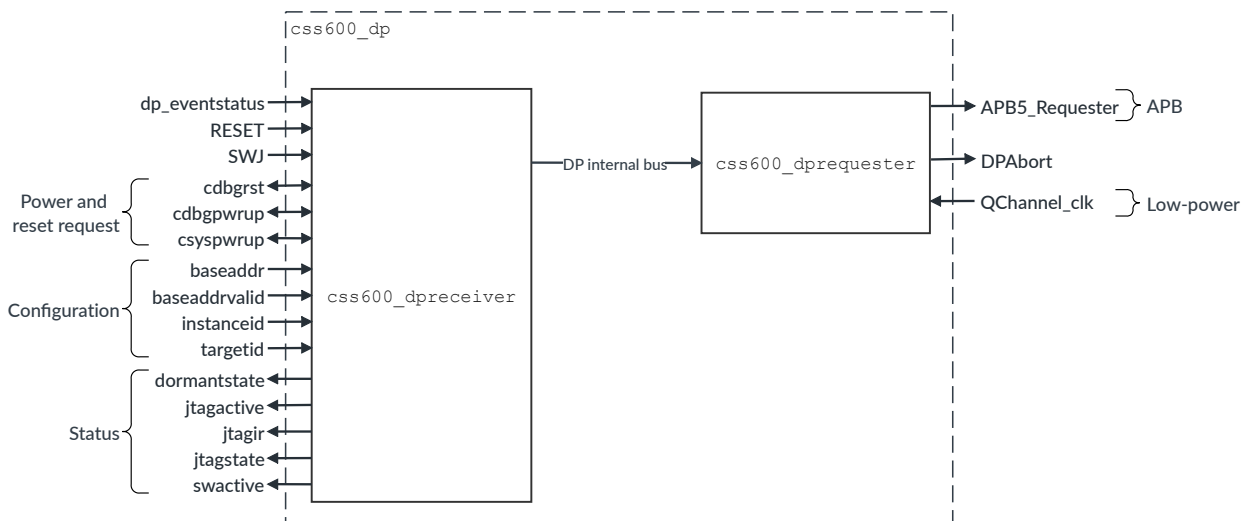 css600_dp
dp_eventstatus
RESET
SWJ
Power and
reset request
cdbgrst
cdbgpwrup
csyspwrup
Configuration
baseaddr
baseaddrvalid
instanceid
targetid
Status
dormantstate
jtagactive
jtagir
jtagstate
swactive
css600_dpreceiver
DP internal bus
css600_dprequester
APB5_Requester
APB
DPAbort
QChannel_clk
Low-power